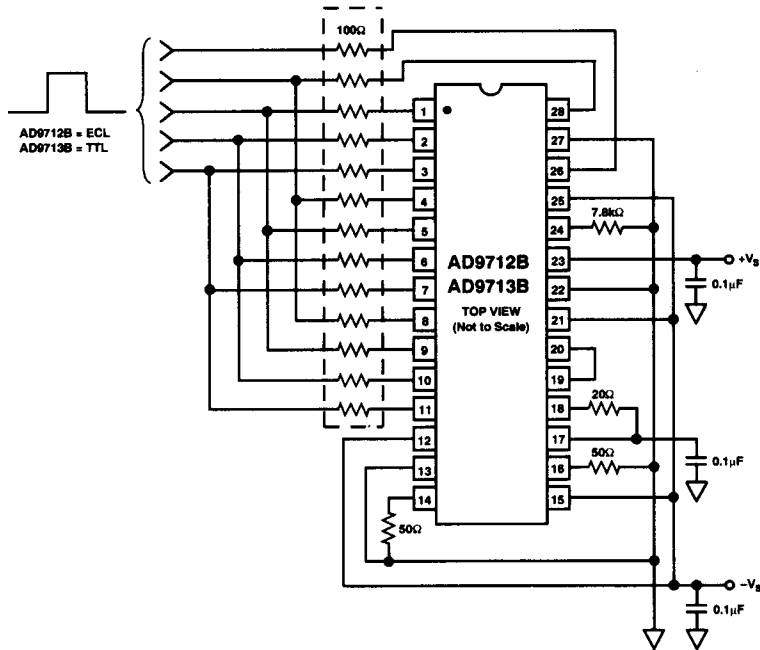 100Ω
AD9712B = ECL
AD9713B = TTL
1
2
3
4
5
6
7
8
9
10
11
12
13
14
28
27
26
25
24
23
22
21
20
19
18
17
16
15
AD9712B
AD9713B
TOP VIEW
(Not to Scale)
7.8kΩ
+VS
0.1μF
20Ω
50Ω
0.1μF
50Ω
–VS
0.1μF